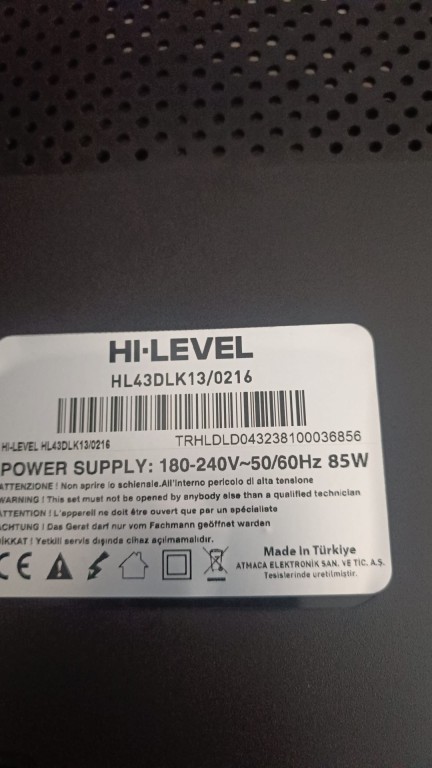 HI-LEVEL
HL43DLK13/0216
HI-LEVEL HL43DLK13/0216
TRHLDLD043238100036856
POWER SUPPLY: 180-240V~50/60Hz 85W
ATTENZIONE ! Non aprire lo schienale.All'interno pericolo di alta tensione
WARNING ! This set must not be opened by anybody else than a qualified technician
ATTENTION ! L'appareil ne doit être ouvert que par un spécialiste
ACHTUNG ! Das Gerat darf nur vom Fachmann geöffnet warden
DİKKAT ! Yetkili servis dışında cihaz açılmamalıdır.
CE
Made in Türkiye
ATMACA ELEKTRONİK SAN. VE TİC. A.Ş.
Tesislerinde üretilmiştir.